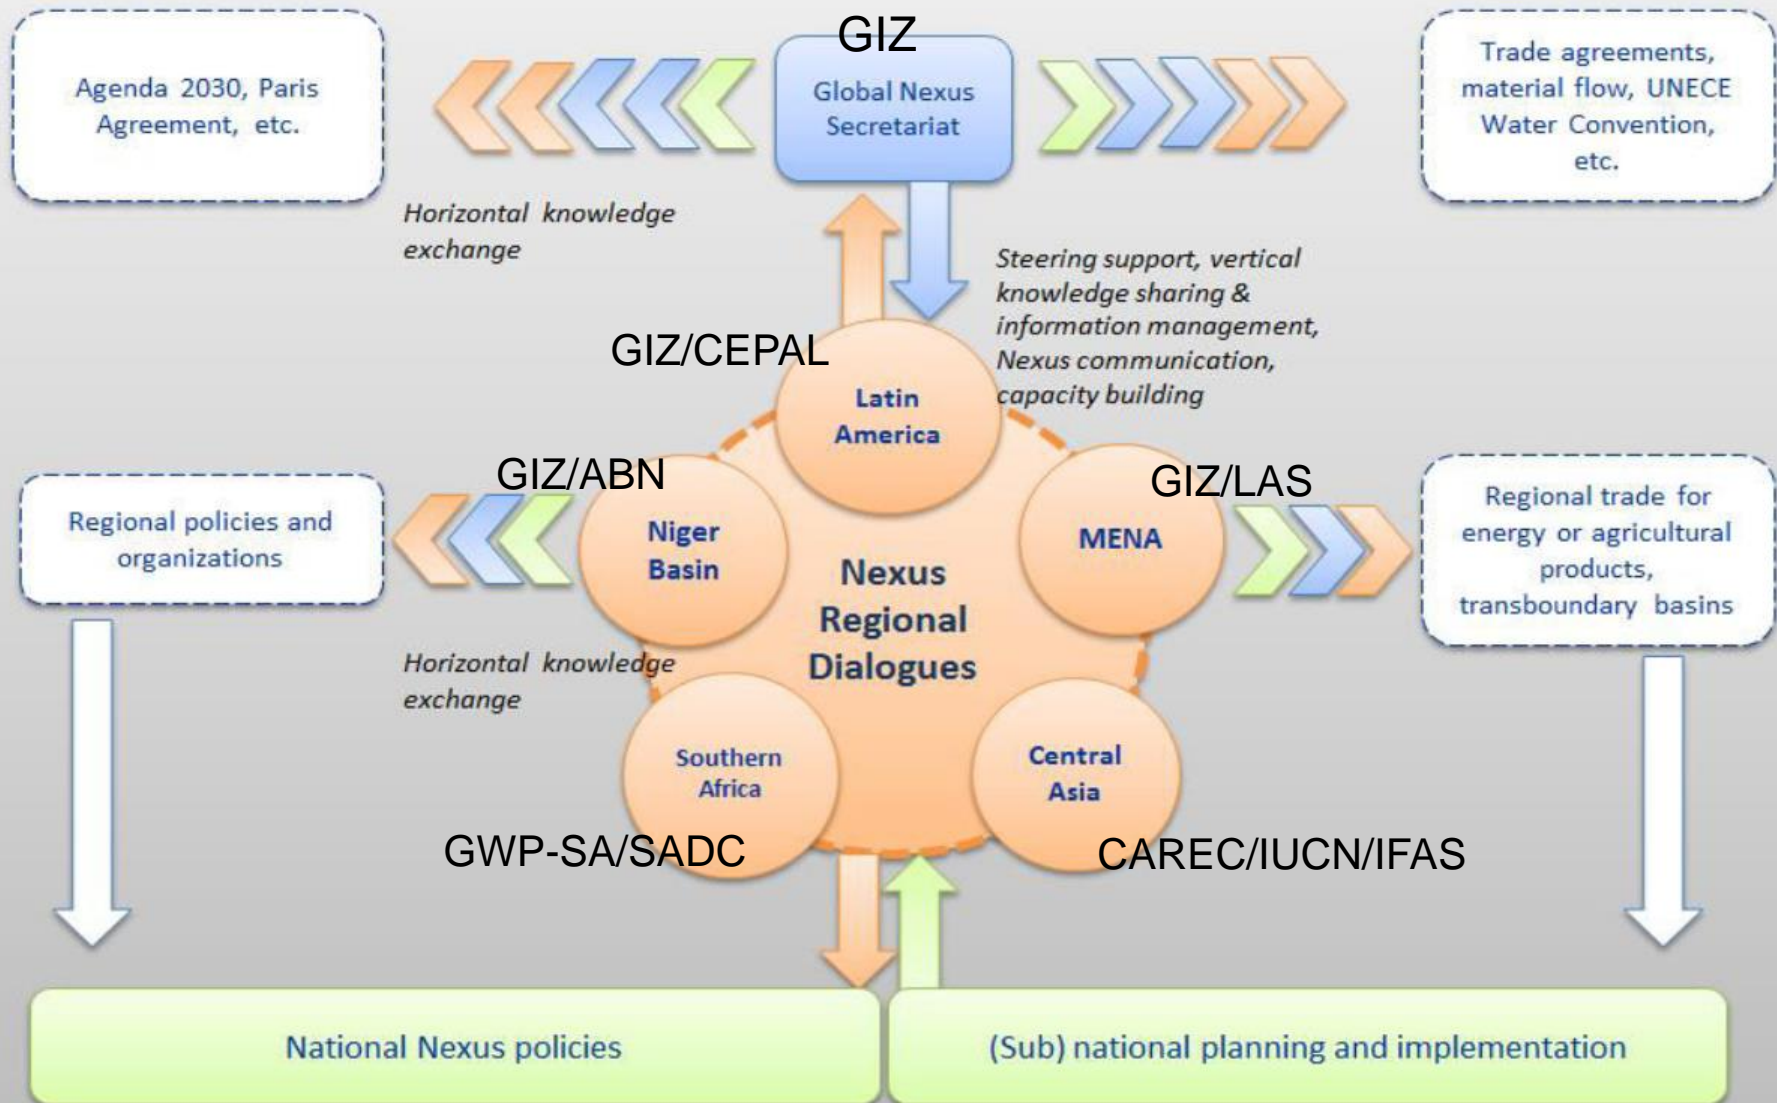 GIZ
Agenda 2030, Paris
Agreement, etc.
Global Nexus
Secretariat
Trade agreements,
material flow, UNECE
Water Convention,
etc.
Horizontal knowledge
exchange
Steering support, vertical
knowledge sharing &
information management,
Nexus communication,
capacity building
GIZ/CEPAL
Latin
America
GIZ/ABN
Niger
Basin
GIZ/LAS
MENA
Regional policies and
organizations
Regional trade for
energy or agricultural
products,
transboundary basins
Nexus
Regional
Dialogues
Horizontal knowledge
exchange
Southern
Africa
Central
Asia
GWP-SA/SADC
CAREC/IUCN/IFAS
National Nexus policies
(Sub) national planning and implementation